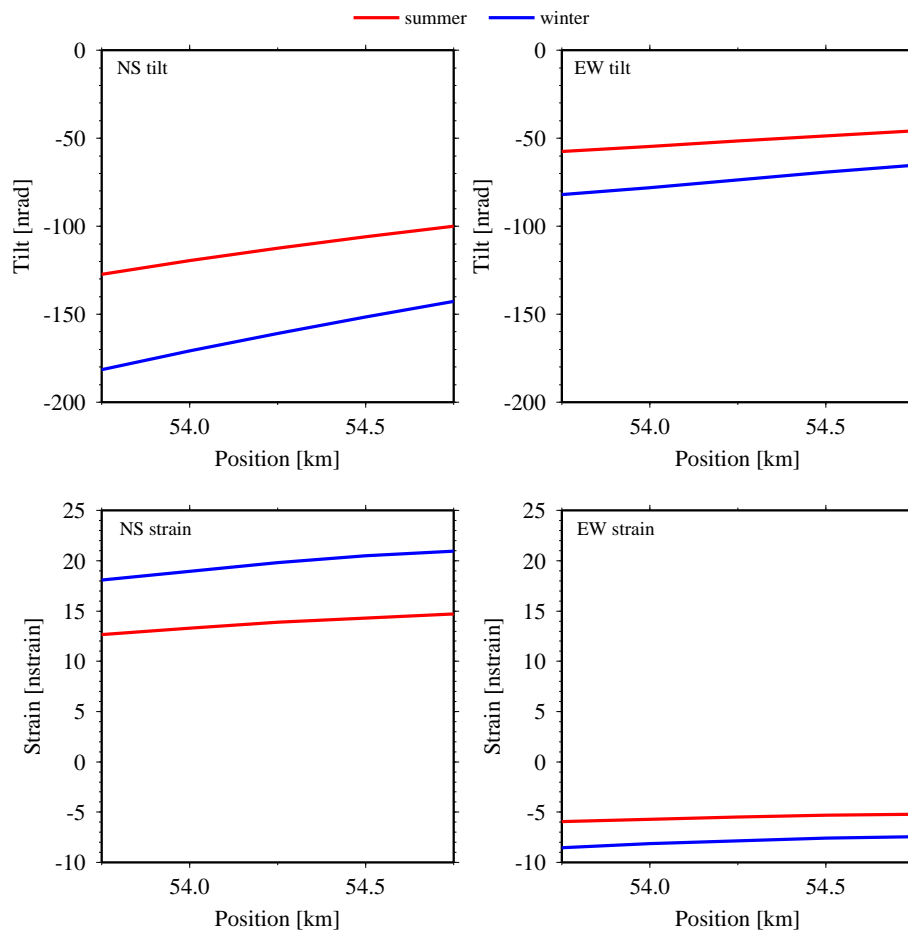 summer winter
NS tilt
0
-50
-100
-150
-200
Tilt [nrad]
54.0 54.5
Position [km]
EW tilt
0
-50
-100
-150
-200
Tilt [nrad]
54.0 54.5
Position [km]
NS strain
25
20
15
10
5
0
-5
-10
Strain [nstrain]
54.0 54.5
Position [km]
EW strain
25
20
15
10
5
0
-5
-10
Strain [nstrain]
54.0 54.5
Position [km]